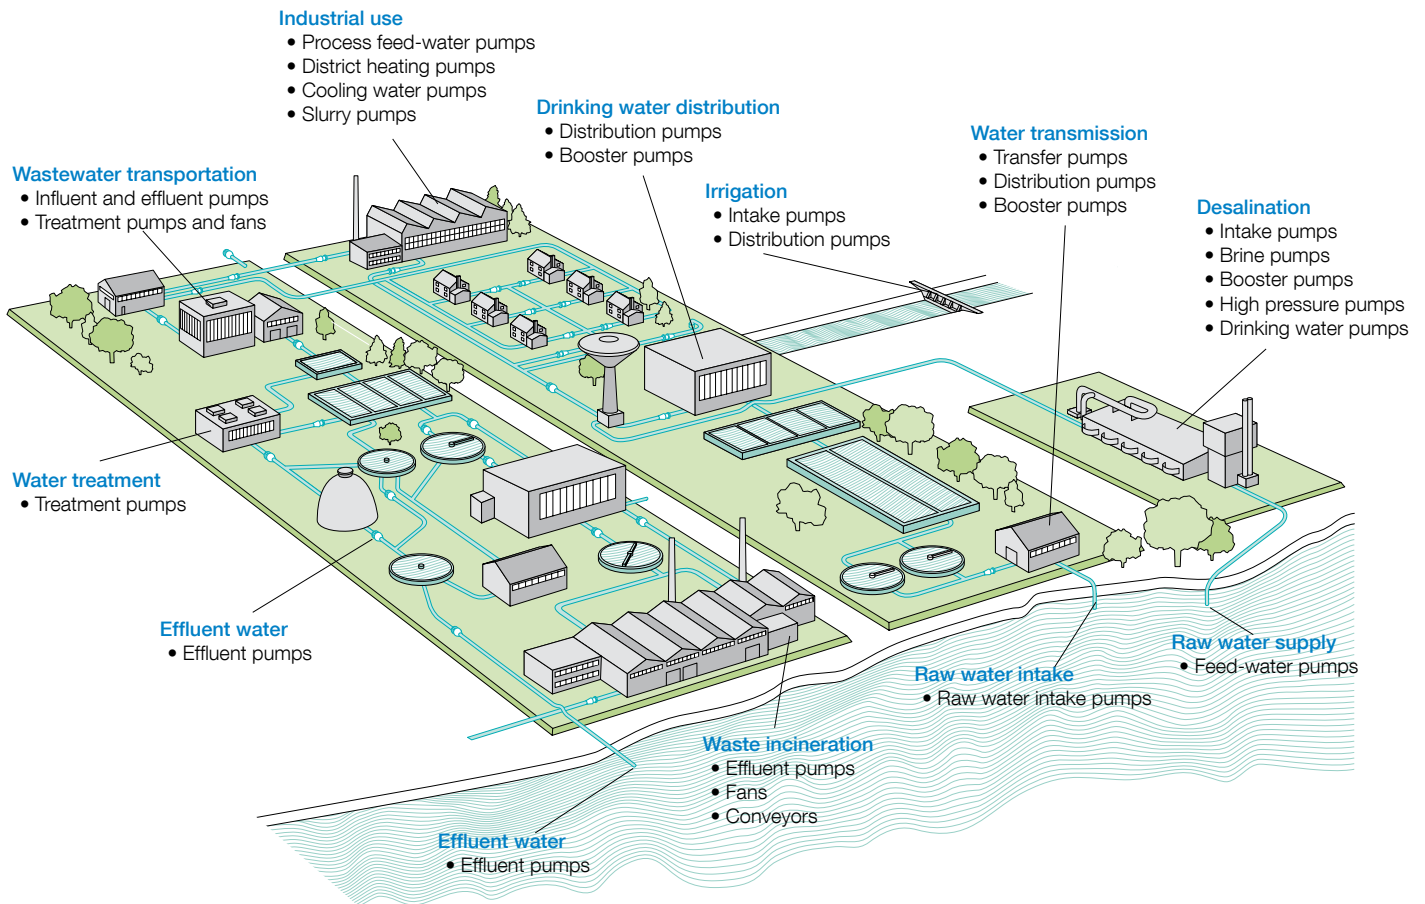 Industrial use
• Process feed-water pumps
• District heating pumps
• Cooling water pumps
• Slurry pumps
Drinking water distribution
• Distribution pumps
• Booster pumps
Water transmission
• Transfer pumps
• Distribution pumps
• Booster pumps
Wastewater transportation
• Influent and effluent pumps
• Treatment pumps and fans
Irrigation
• Intake pumps
• Distribution pumps
Desalination
• Intake pumps
• Brine pumps
• Booster pumps
• High pressure pumps
• Drinking water pumps
Water treatment
• Treatment pumps
Effluent water
• Effluent pumps
Raw water supply
• Feed-water pumps
Raw water intake
• Raw water intake pumps
Waste incineration
• Effluent pumps
• Fans
• Conveyors
Effluent water
• Effluent pumps